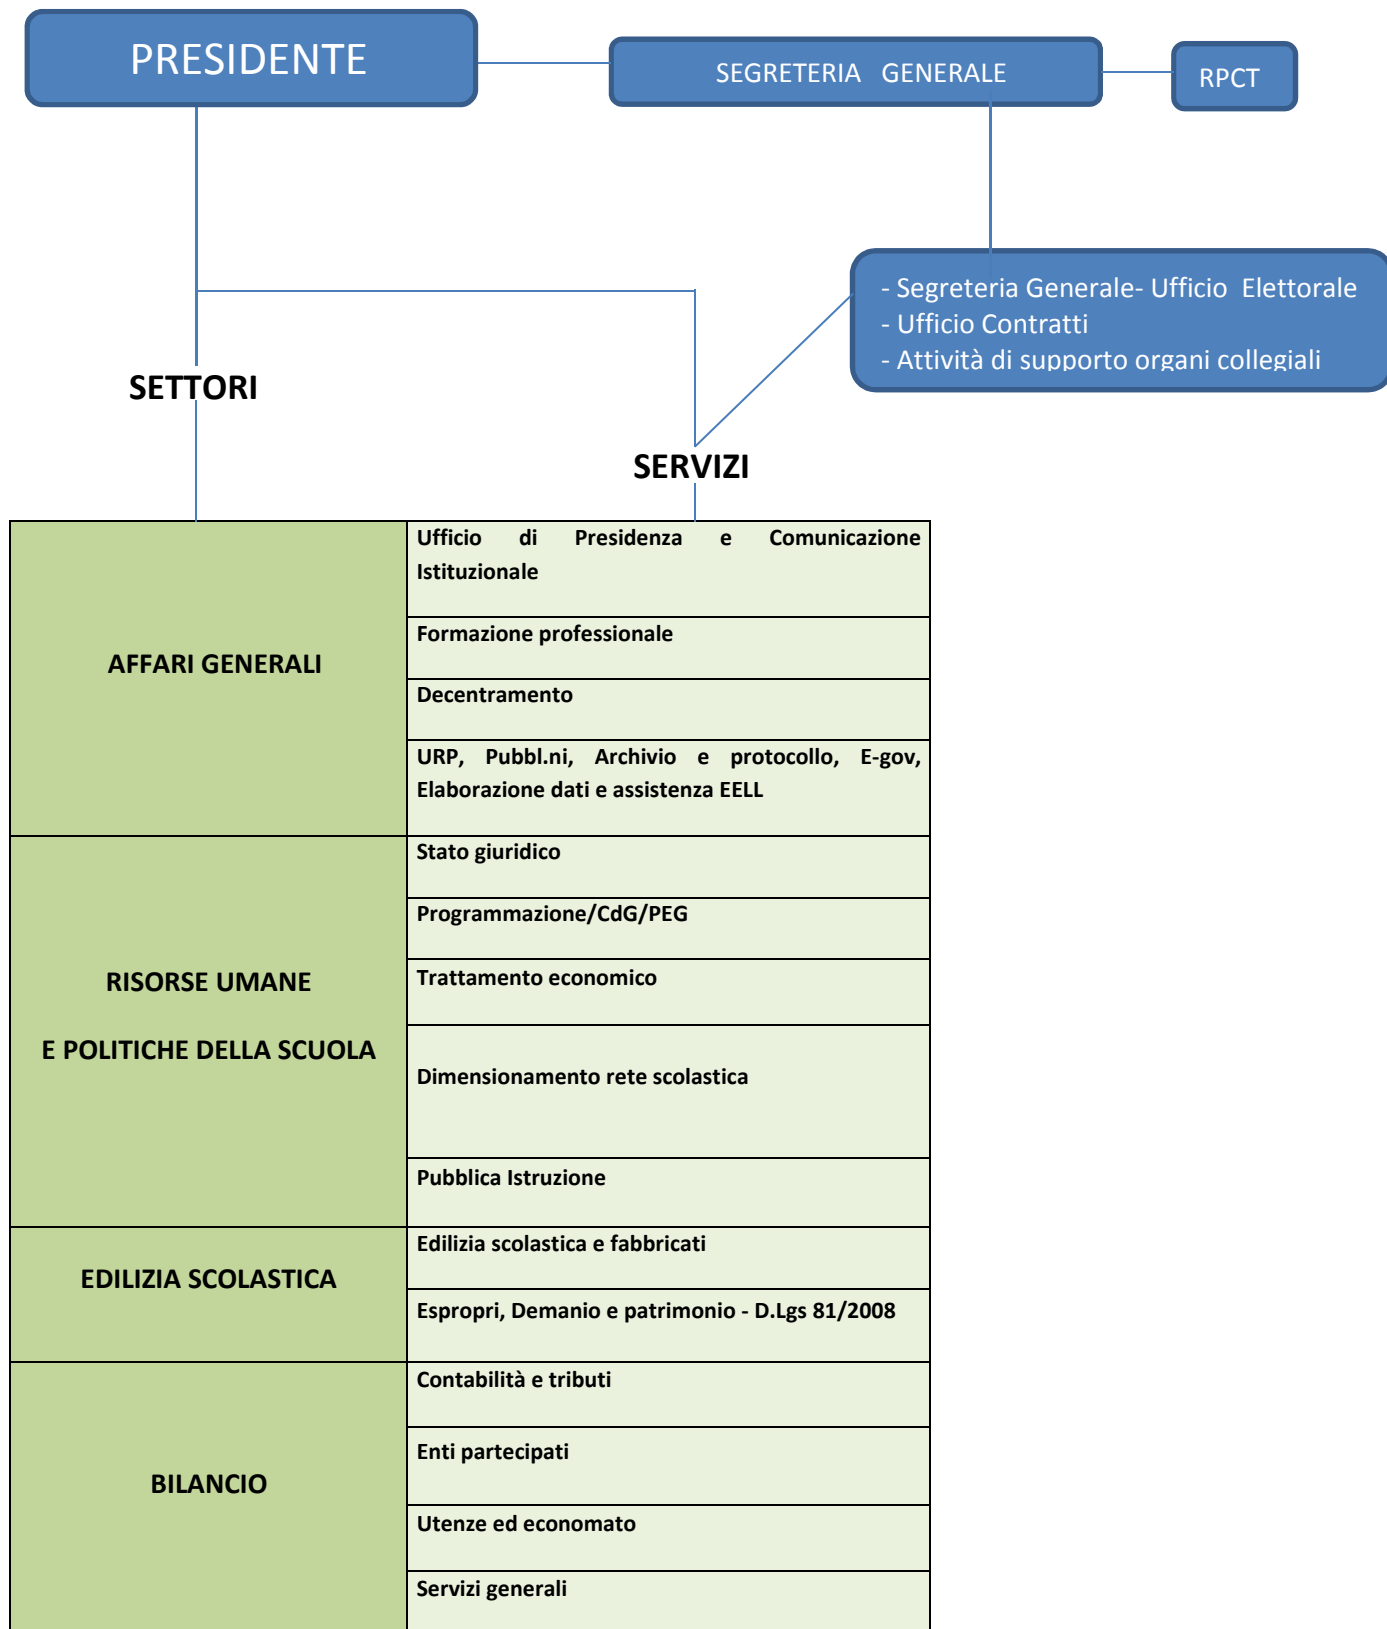 PRESIDENTE
SEGRETERIA GENERALE
RPCT
- Segreteria Generale- Ufficio Elettorale
- Ufficio Contratti
- Attività di supporto organi collegiali
SETTORI
SERVIZI
AFFARI GENERALI
Ufficio di Presidenza e Comunicazione
Istituzionale
Formazione professionale
Decentramento
URP, Pubbl.ni, Archivio e protocollo, E-gov,
Elaborazione dati e assistenza EELL
RISORSE UMANE
E POLITICHE DELLA SCUOLA
Stato giuridico
Programmazione/CdG/PEG
Trattamento economico
Dimensionamento rete scolastica
Pubblica Istruzione
EDILIZIA SCOLASTICA
Edilizia scolastica e fabbricati
Espropri, Demanio e patrimonio - D.Lgs 81/2008
BILANCIO
Contabilità e tributi
Enti partecipati
Utenze ed economato
Servizi generali